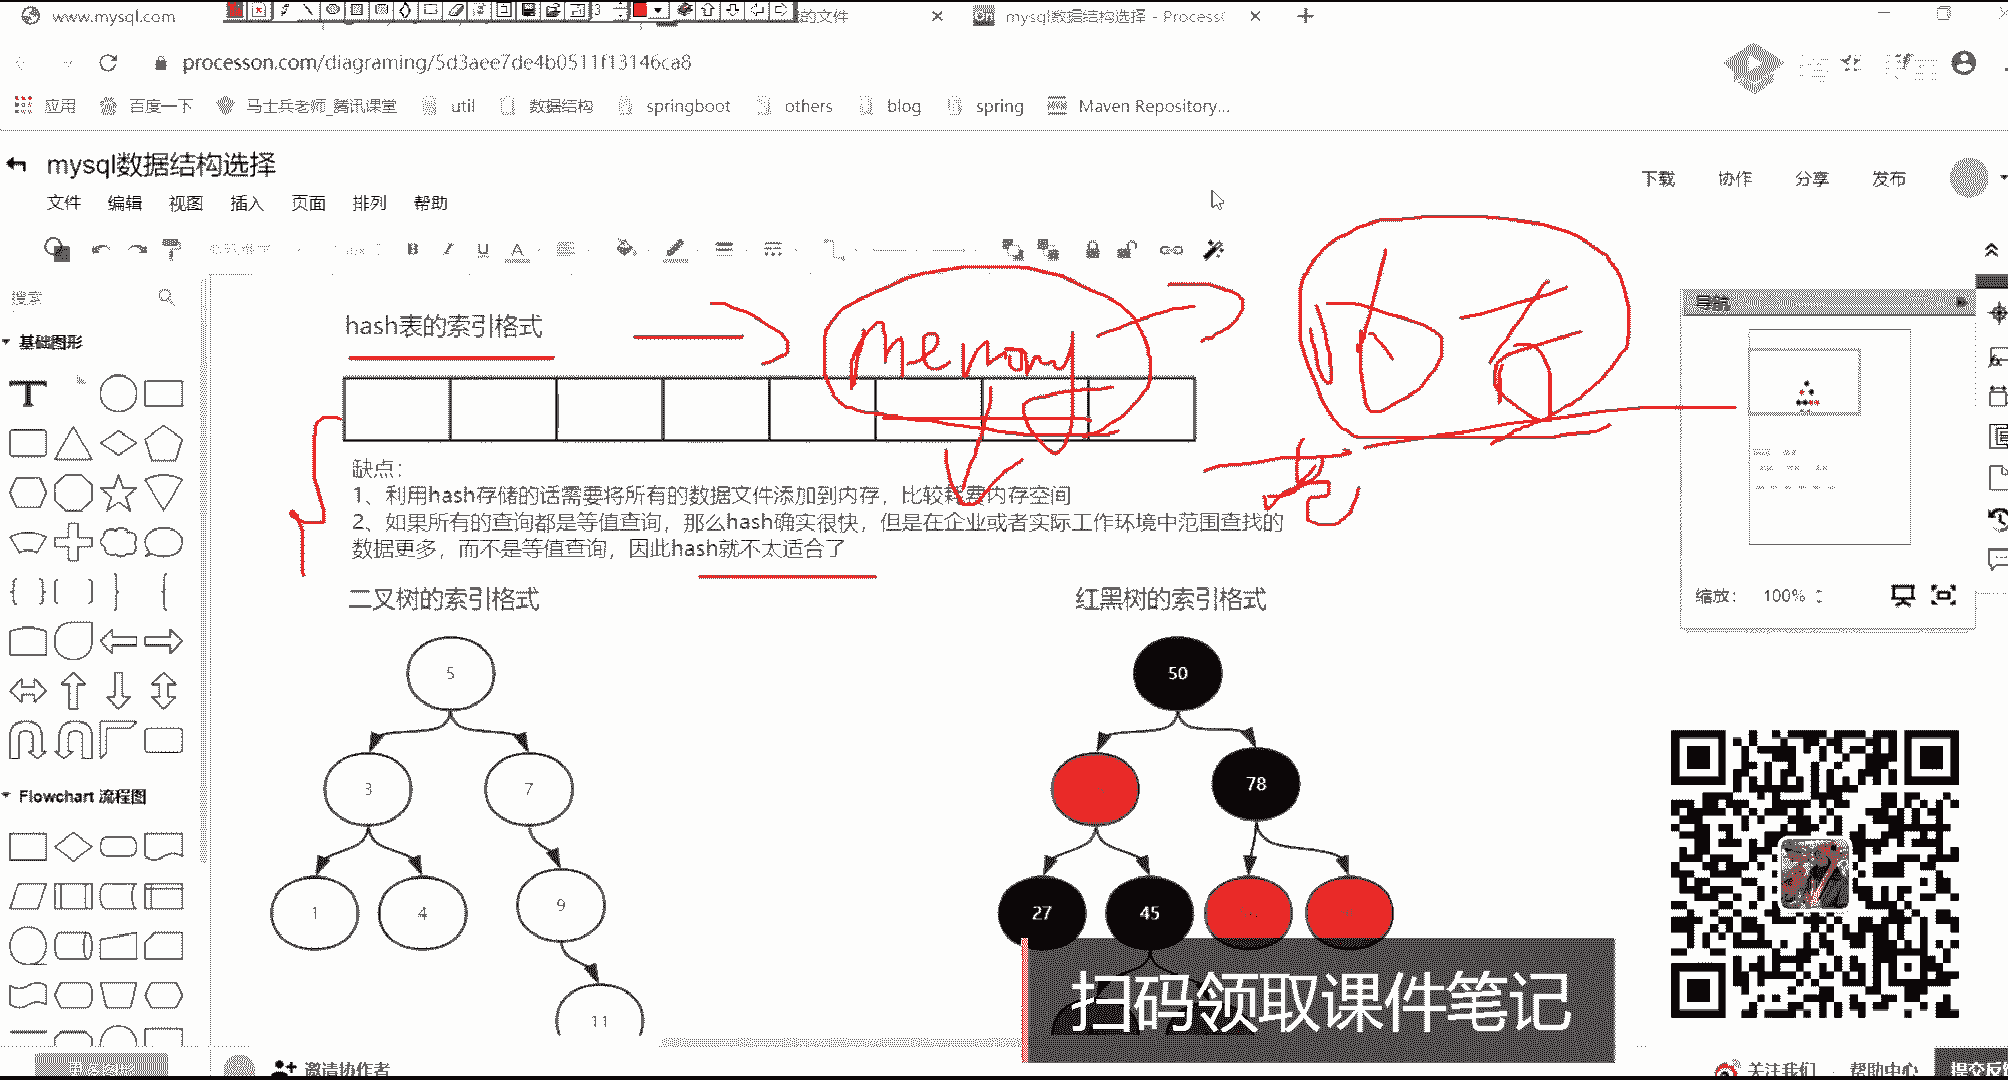 www.mysql.com
的文件
On mysql数据结构选择 - Process
processon.com/diagraming/5d3aee7de4b0511f13146ca8
应用
百度一下
马士兵老师_腾讯课堂
util
数据结构
springboot
others
blog
spring
Maven Repository...
mysql数据结构选择
文件 编辑 视图 插入 页面 排列 帮助
下载 协作 分享 发布
B I U A
搜索
基础图形
T
Flowchart 流程图
更多图形
hash表的索引格式
memory
内存
缺点：
1、利用hash存储的话需要将所有的数据文件添加到内存，比较耗费内存空间
2、如果所有的查询都是等值查询，那么hash确实很快，但是在企业或者实际工作环境中范围查找的
数据更多，而不是等值查询，因此hash就不太适合了
二叉树的索引格式
5
3 7
1 4 9
11
红黑树的索引格式
50
78
27 45
导航
缩放： 100%
扫码领取课件笔记
邀请协作者
关注我们 帮助中心 提交反